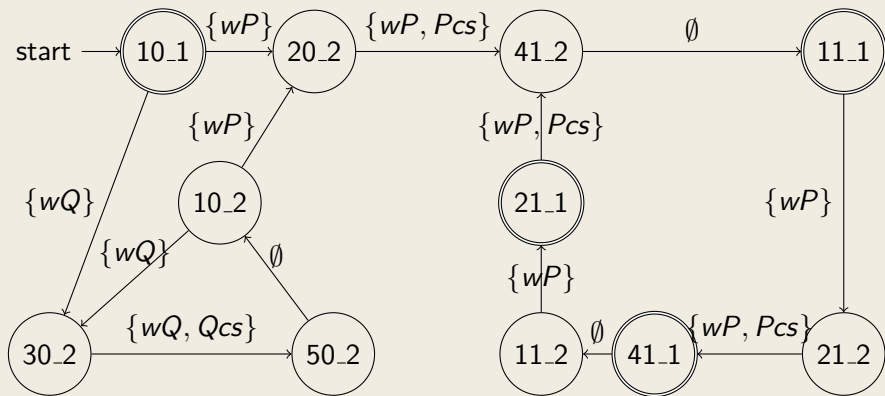 {wP} {wP, Pcs} ∅
start 10_1 20_2 41_2 11_1
{wP} {wP, Pcs}
{wQ} 10_2 21_1 {wP}
{wQ} ∅ {wP}
{wQ, Qcs} ∅ {wP, Pcs}
30_2 50_2 11_2 41_1 21_2